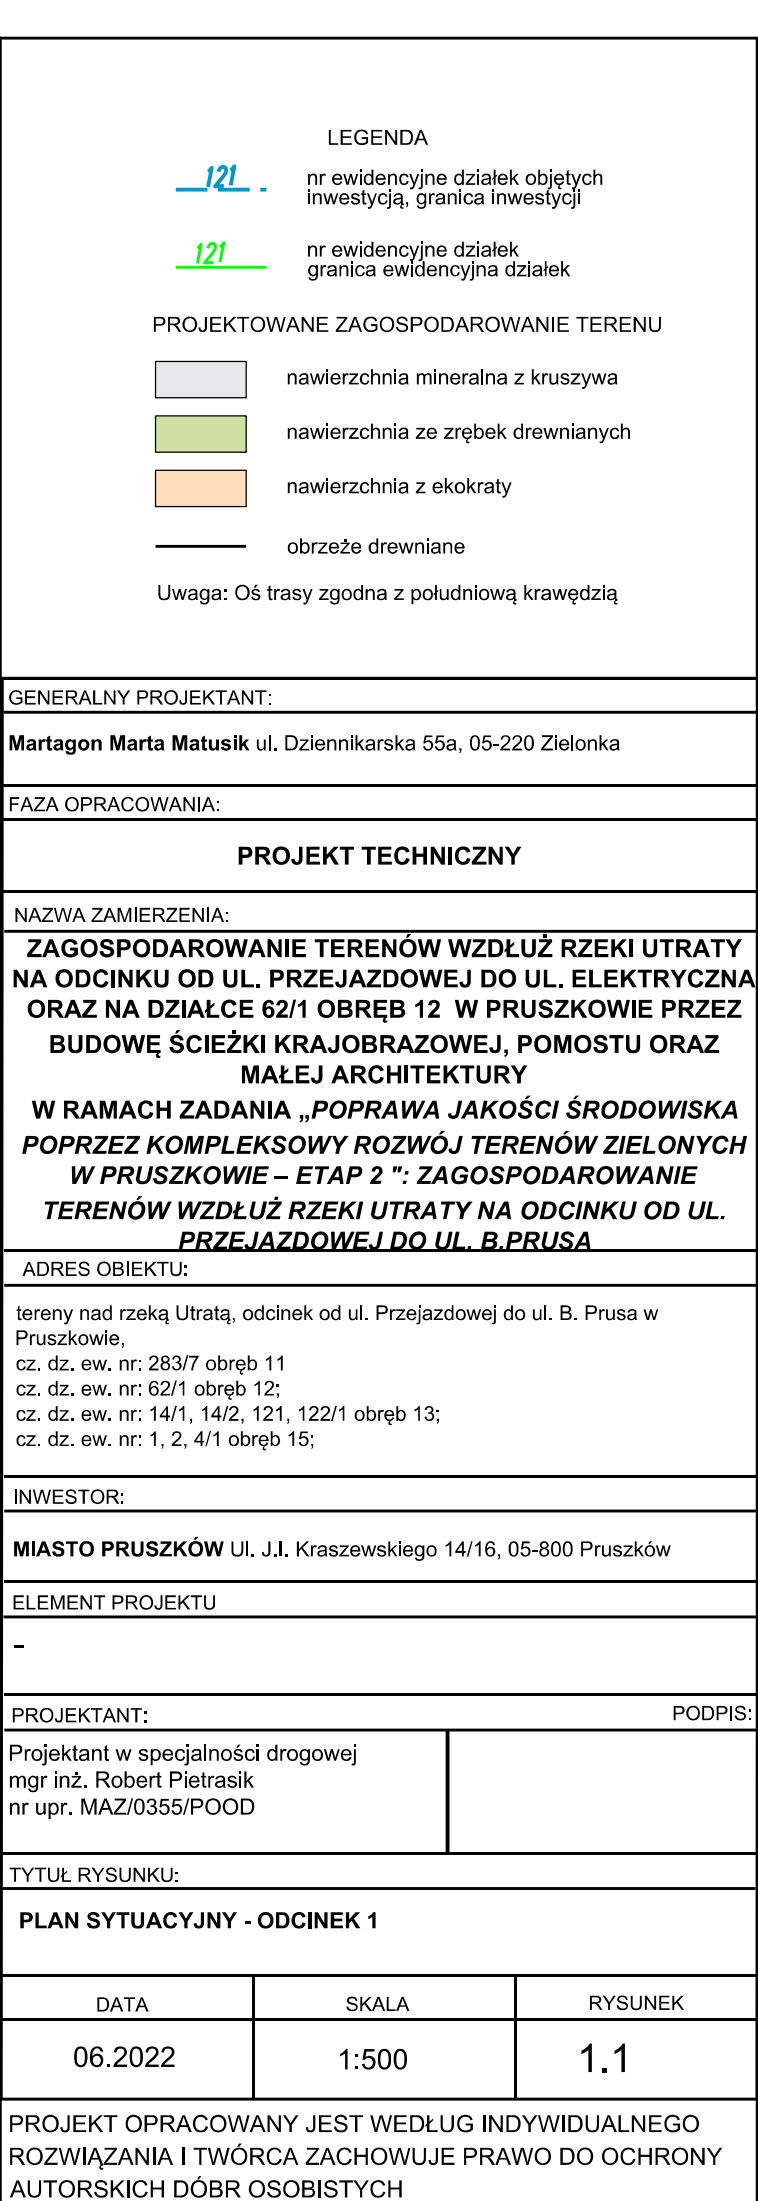 LEGENDA
121
nr ewidencyjne działek objętych
inwestycją, granica inwestycji
121
nr ewidencyjne działek
granica ewidencyjna działek
PROJEKTOWANE ZAGOSPODAROWANIE TERENU
nawierzchnia mineralna z kruszywa
nawierzchnia ze zrębek drewnianych
nawierzchnia z ekokraty
obrzeże drewniane
Uwaga: Oś trasy zgodna z południową krawędzią
GENERALNY PROJEKTANT:
Martagon Marta Matusik ul. Dziennikarska 55a, 05-220 Zielonka
FAZA OPRACOWANIA:
PROJEKT TECHNICZNY
NAZWA ZAMIERZENIA:
ZAGOSPODAROWANIE TERENÓW WZDŁUŻ RZEKI UTRATY
NA ODCINKU OD UL. PRZEJAZDOWEJ DO UL. ELEKTRYCZNA
ORAZ NA DZIAŁCE 62/1 OBRĘB 12 W PRUSZKOWIE PRZEZ
BUDOWĘ ŚCIEŻKI KRAJOBRAZOWEJ, POMOSTU ORAZ
MAŁEJ ARCHITEKTURY
W RAMACH ZADANIA „POPRAWA JAKOŚCI ŚRODOWISKA
POPRZEZ KOMPLEKSOWY ROZWÓJ TERENÓW ZIELONYCH
W PRUSZKOWIE – ETAP 2 ": ZAGOSPODAROWANIE
TERENÓW WZDŁUŻ RZEKI UTRATY NA ODCINKU OD UL.
PRZEJAZDOWEJ DO UL. B.PRUSA
ADRES OBIEKTU:
tereny nad rzeką Utratą, odcinek od ul. Przejazdowej do ul. B. Prusa w
Pruszkowie,
cz. dz. ew. nr: 283/7 obręb 11
cz. dz. ew. nr: 62/1 obręb 12;
cz. dz. ew. nr: 14/1, 14/2, 121, 122/1 obręb 13;
cz. dz. ew. nr: 1, 2, 4/1 obręb 15;
INWESTOR:
MIASTO PRUSZKÓW Ul. J.I. Kraszewskiego 14/16, 05-800 Pruszków
ELEMENT PROJEKTU
-
PROJEKTANT: PODPIS:
Projektant w specjalności drogowej
mgr inż. Robert Pietrasik
nr upr. MAZ/0355/POOD
TYTUŁ RYSUNKU:
PLAN SYTUACYJNY - ODCINEK 1
DATA SKALA RYSUNEK
06.2022 1:500 1.1
PROJEKT OPRACOWANY JEST WEDŁUG INDYWIDUALNEGO
ROZWIĄZANIA I TWÓRCA ZACHOWUJE PRAWO DO OCHRONY
AUTORSKICH DÓBR OSOBISTYCH